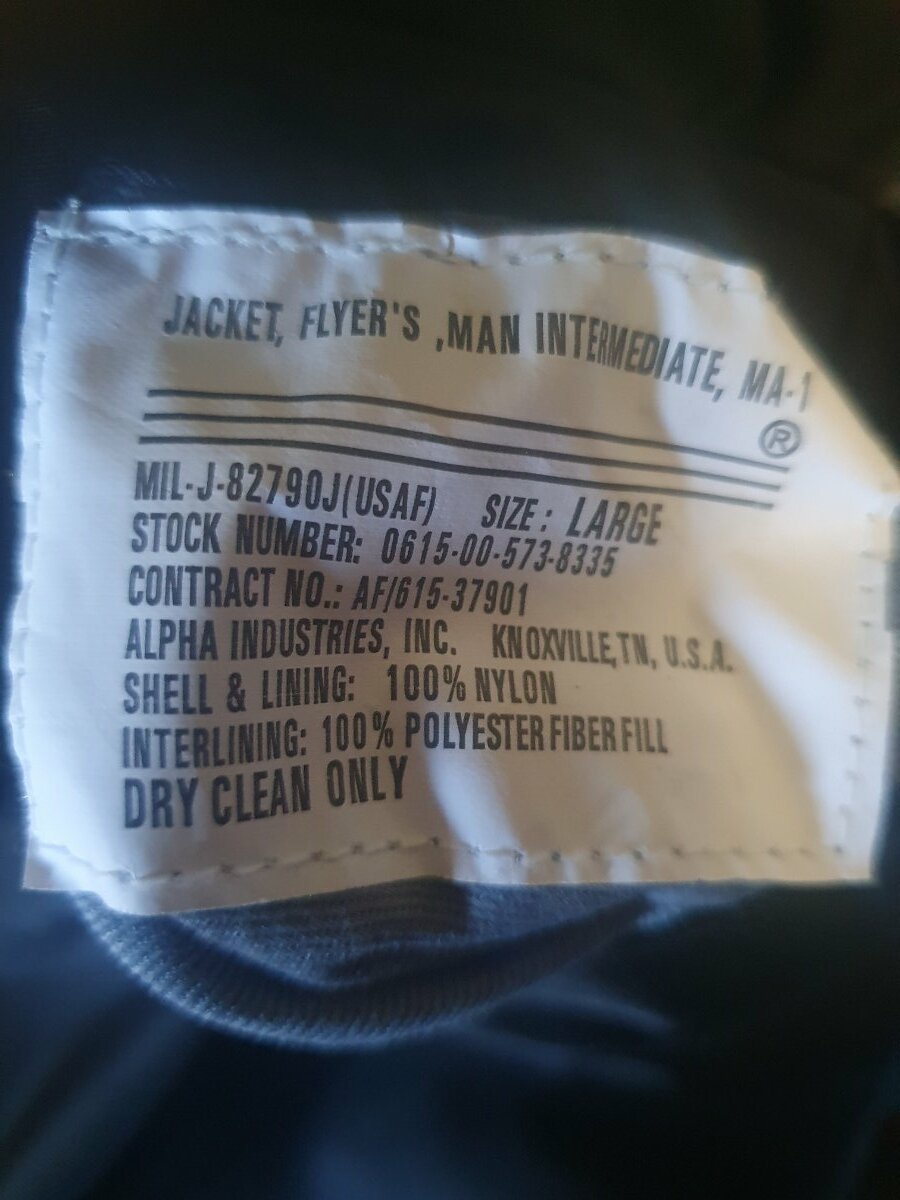 JACKET, FLYER'S ,MAN INTERMEDIATE, MA-1
®
MIL-J-82790J(USAF) SIZE: LARGE
STOCK NUMBER: 0615-00-573-8335
CONTRACT NO.: AF/615-37901
ALPHA INDUSTRIES, INC. KNOXVILLE,TN, U.S.A.
SHELL & LINING: 100% NYLON
INTERLINING: 100% POLYESTER FIBER FILL
DRY CLEAN ONLY